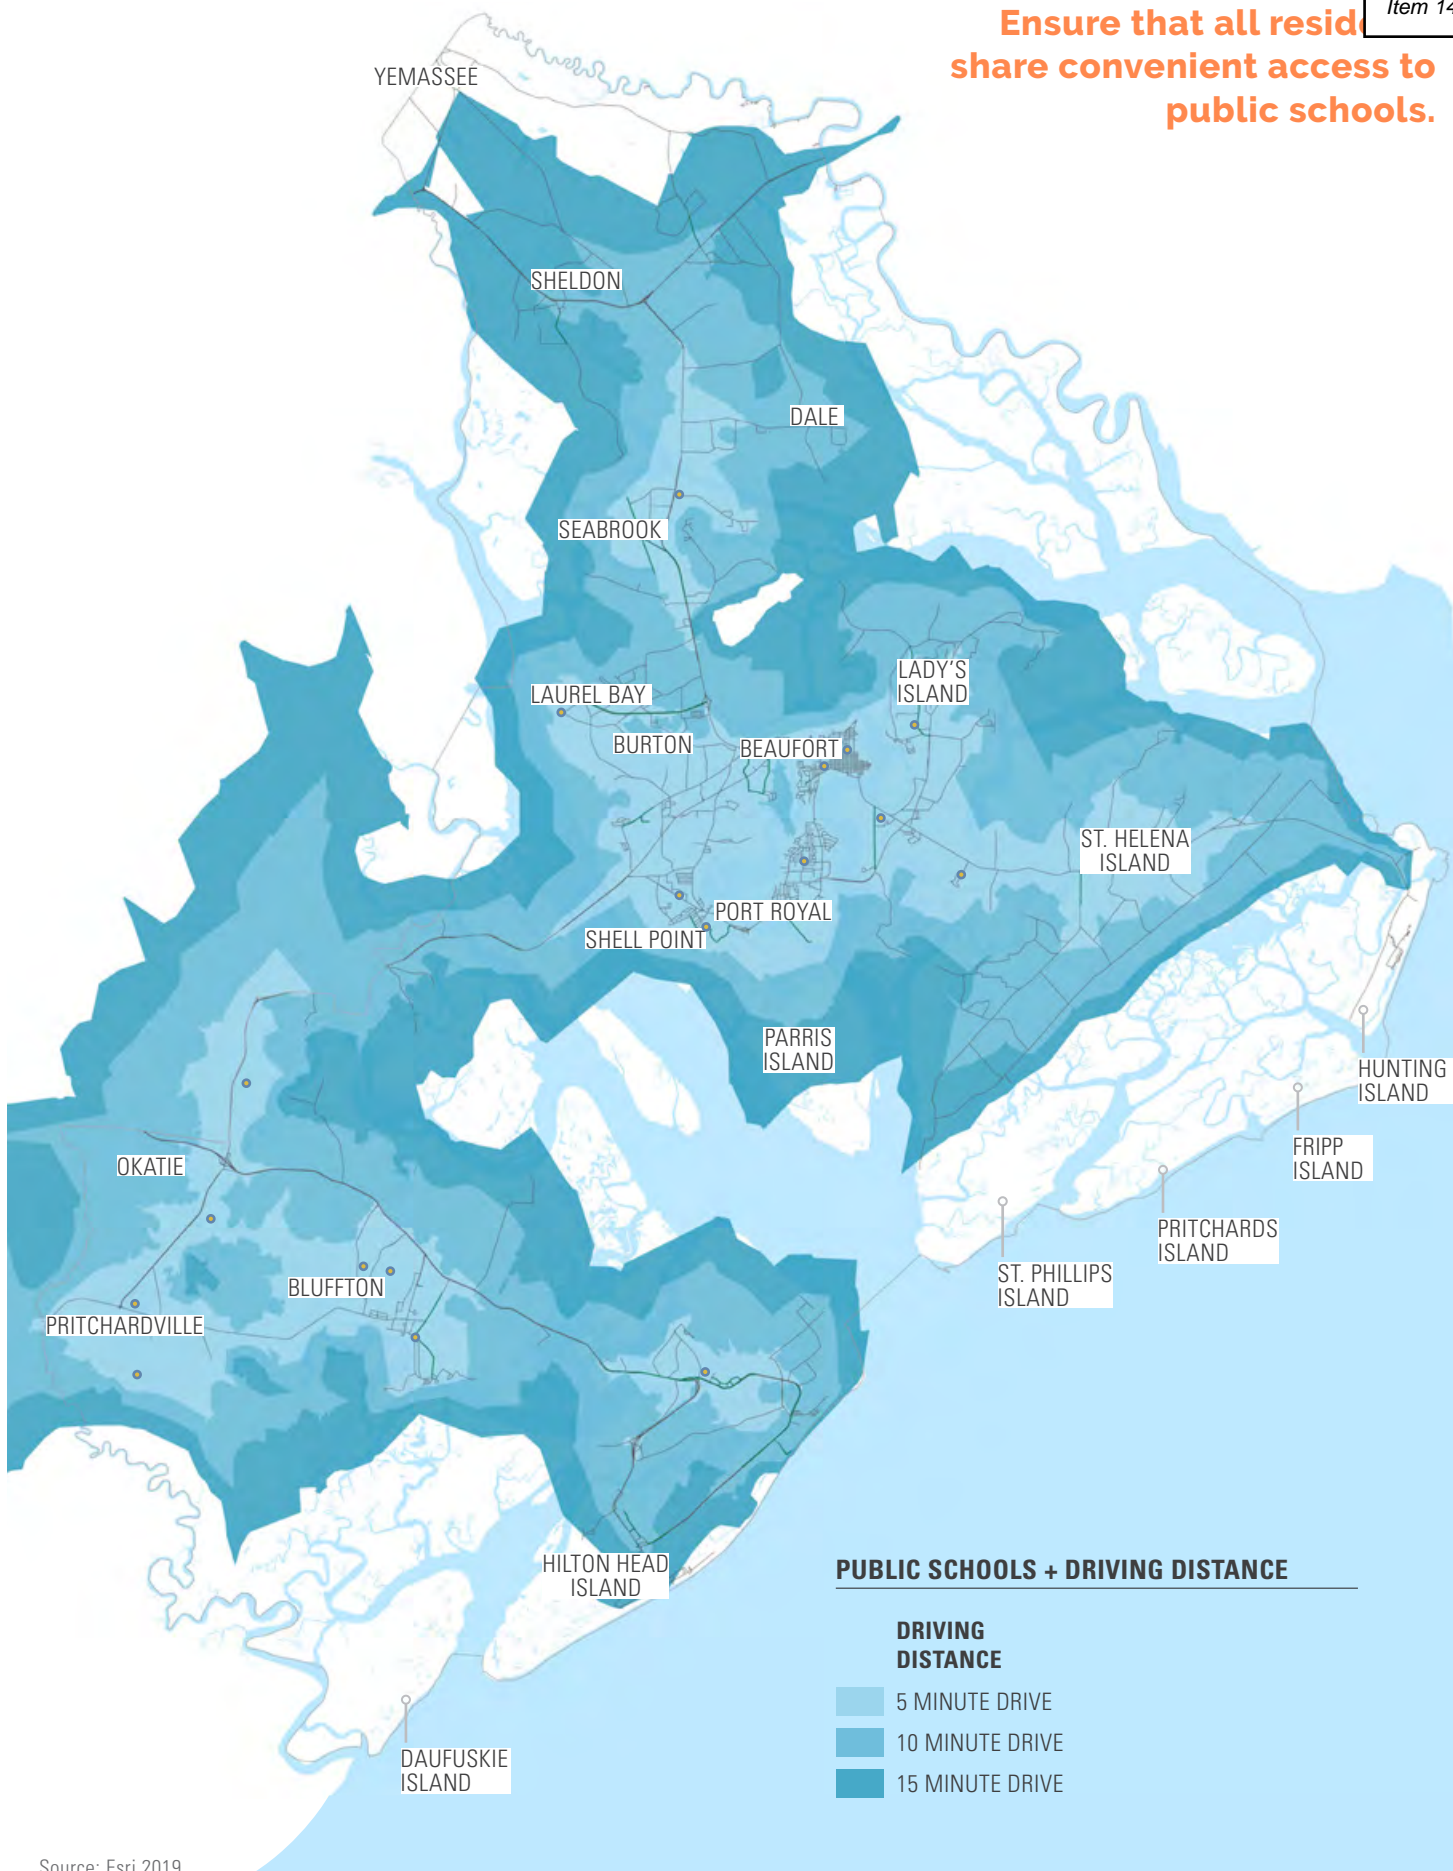 Item 14
Ensure that all
share convenient access to
public schools.
YEMASSEE
SHELDON
DALE
SEABROOK
LADY'S
ISLAND
LAUREL BAY
BURTON
BEAUFORT
ST. HELENA
ISLAND
PORT ROYAL
SHELL POINT
PARRIS
ISLAND
HUNTING
ISLAND
FRIPP
ISLAND
OKATIE
PRITCHARDS
ISLAND
ST. PHILLIPS
ISLAND
BLUFFTON
PRITCHARDVILLE
HILTON HEAD
ISLAND
DAUFUSKIE
ISLAND
PUBLIC SCHOOLS + DRIVING DISTANCE
DRIVING
DISTANCE
5 MINUTE DRIVE
10 MINUTE DRIVE
15 MINUTE DRIVE
Source: Esri 2019